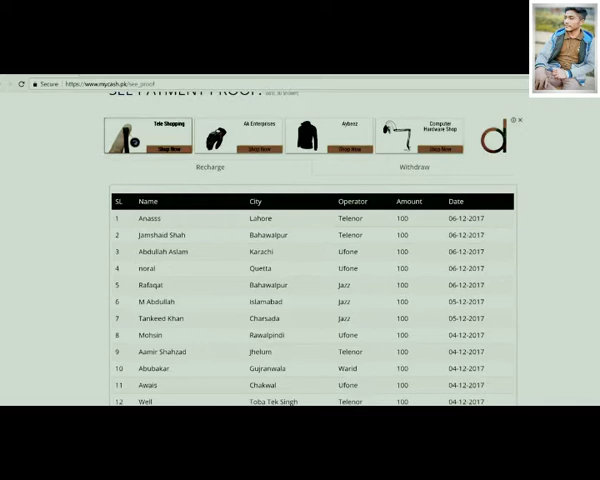 Secure https://www.mycash.pk/see_proof
SEE PAYMENT PROOF:
Tele Shopping Ak Enterprises Aybeez Computer Hardware Shop
Shop Now Shop Now Shop Now Shop Now
d
Recharge Withdraw
SL Name City Operator Amount Date
1 Anasss Lahore Telenor 100 06-12-2017
2 Jamshaid Shah Bahawalpur Telenor 100 06-12-2017
3 Abdullah Aslam Karachi Ufone 100 06-12-2017
4 noral Quetta Ufone 100 06-12-2017
5 Rafaqat Bahawalpur Jazz 100 06-12-2017
6 M Abdullah Islamabad Jazz 100 05-12-2017
7 Tankeed Khan Charsada Jazz 100 05-12-2017
8 Mohsin Rawalpindi Ufone 100 04-12-2017
9 Aamir Shahzad Jhelum Telenor 100 04-12-2017
10 Abubakar Gujranwala Warid 100 04-12-2017
11 Awais Chakwal Ufone 100 04-12-2017
12 Well Toba Tek Singh Telenor 100 04-12-2017